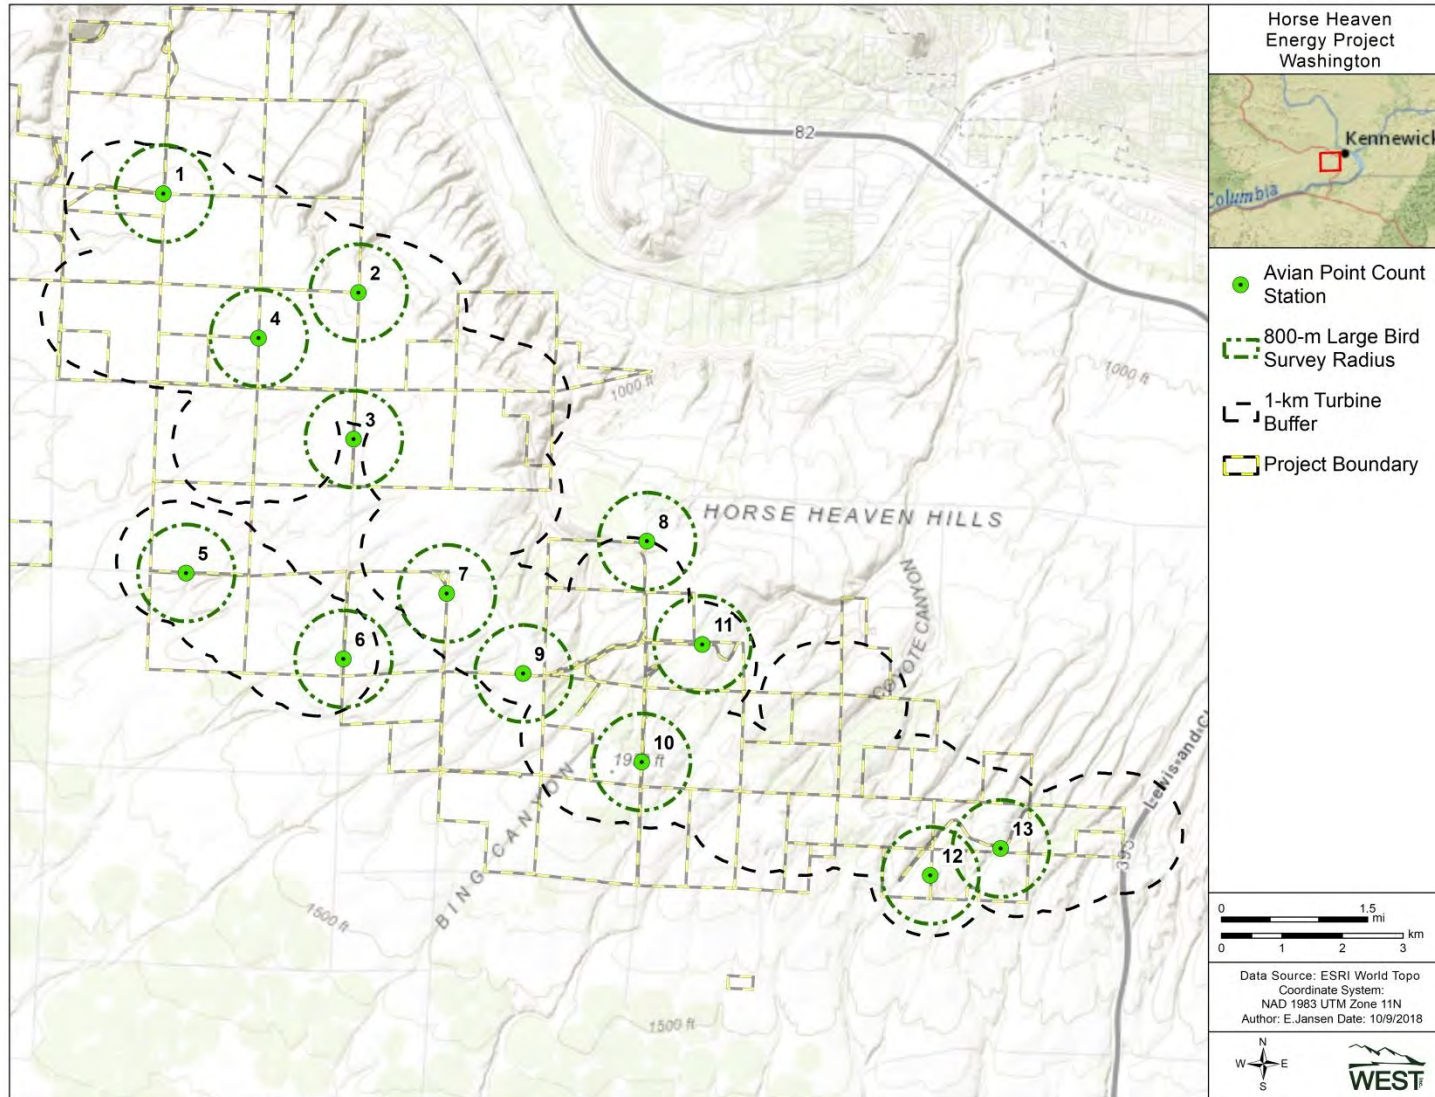 Horse Heaven
Energy Project
Washington
Kennewick
Columbia
Avian Point Count
Station
800-m Large Bird
Survey Radius
1-km Turbine
Buffer
Project Boundary
0 1.5
mi
km
0 1 2 3
Data Source: ESRI World Topo
Coordinate System:
NAD 1983 UTM Zone 11N
Author: E.Jansen Date: 10/9/2018
N
W E
S
WEST
82
1
2
4
3
1000 ft
1000 ft
HORSE HEAVEN HILLS
8
5
7
COYOTE CANYON
11
6
9
10
Lewis and Cl
13
12
395
BING CANYON
1500 ft
1500 ft